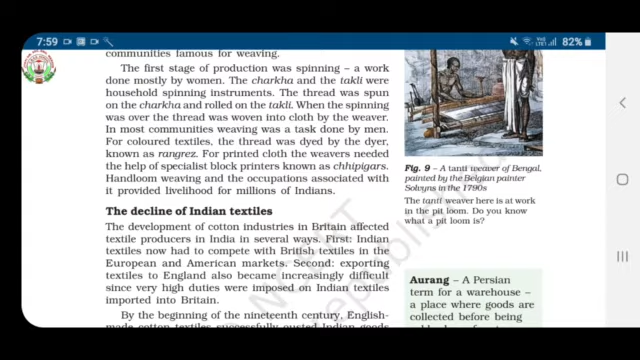 7:59
82%
communities famous for weaving.
The first stage of production was spinning – a work
done mostly by women. The charkha and the takli were
household spinning instruments. The thread was spun
on the charkha and rolled on the takli. When the spinning
was over the thread was woven into cloth by the weaver.
In most communities weaving was a task done by men.
For coloured textiles, the thread was dyed by the dyer,
known as rangrez. For printed cloth the weavers needed
the help of specialist block printers known as chhipigars.
Handloom weaving and the occupations associated with
it provided livelihood for millions of Indians.
The decline of Indian textiles
The development of cotton industries in Britain affected
textile producers in India in several ways. First: Indian
textiles now had to compete with British textiles in
the European and American markets. Second: exporting
textiles to England also became increasingly difficult
since very high duties were imposed on Indian textiles
imported into Britain.
By the beginning of the nineteenth century, English-
made cotton textiles successfully ousted Indian goods
Fig. 9 – A tanti weaver of Bengal,
painted by the Belgian painter
Solvyns in the 1790s
The tanti weaver here is at work
in the pit loom. Do you know
what a pit loom is?
Aurang – A Persian
term for a warehouse –
a place where goods are
collected before being